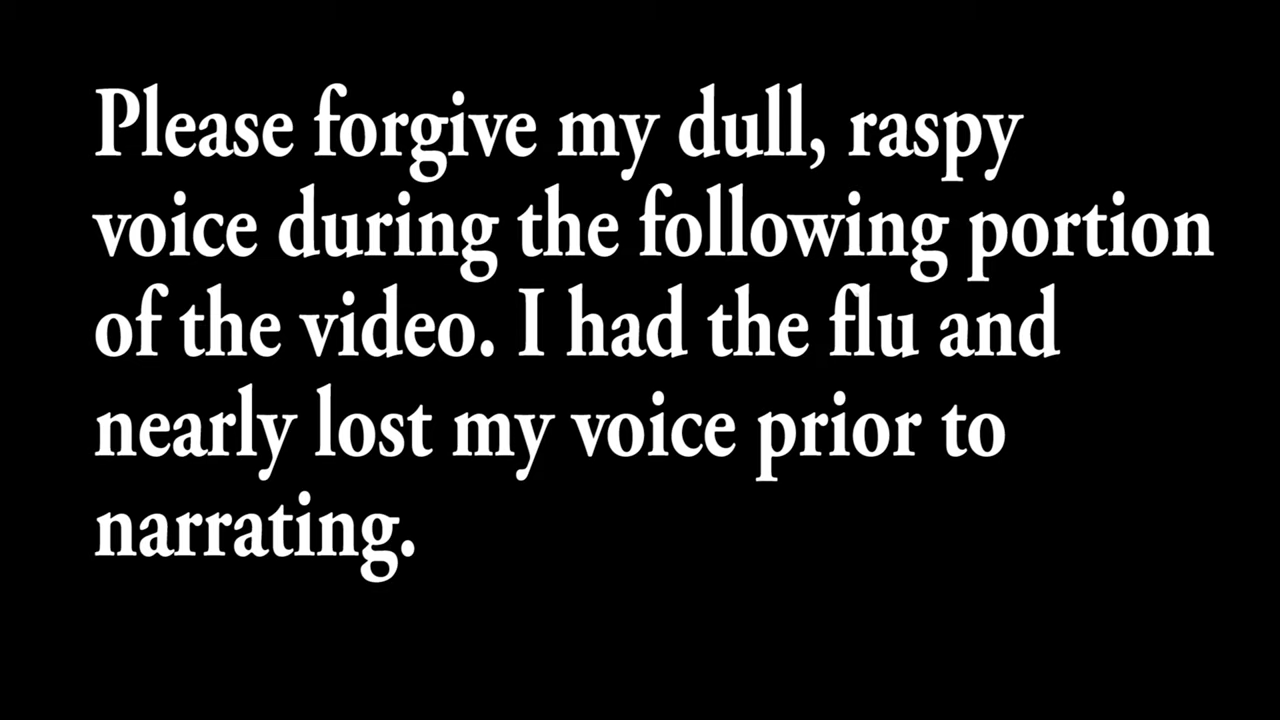 Please forgive my dull, raspy
voice during the following portion
of the video. I had the flu and
nearly lost my voice prior to
narrating.